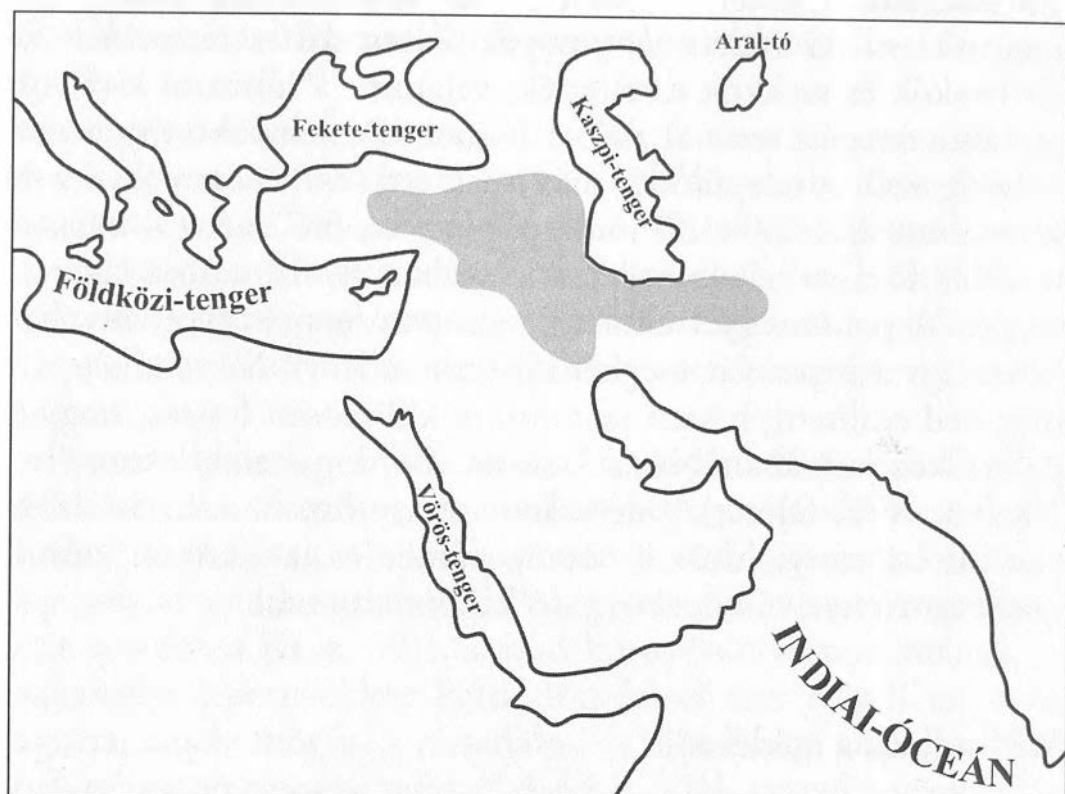 Aral-tó
Fekete-tenger
Kaszpi-tenger
Földközi-tenger
Vörös-tenger
INDIAI-ÓCEÁN